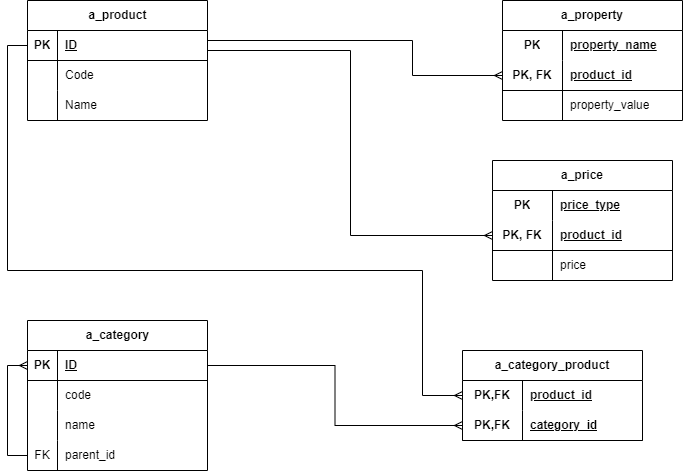 a_product
PK ID
Code
Name
a_property
PK property_name
PK, FK product_id
property_value
a_price
PK price_type
PK, FK product_id
price
a_category
PK ID
code
name
FK parent_id
a_category_product
PK,FK product_id
PK,FK category_id